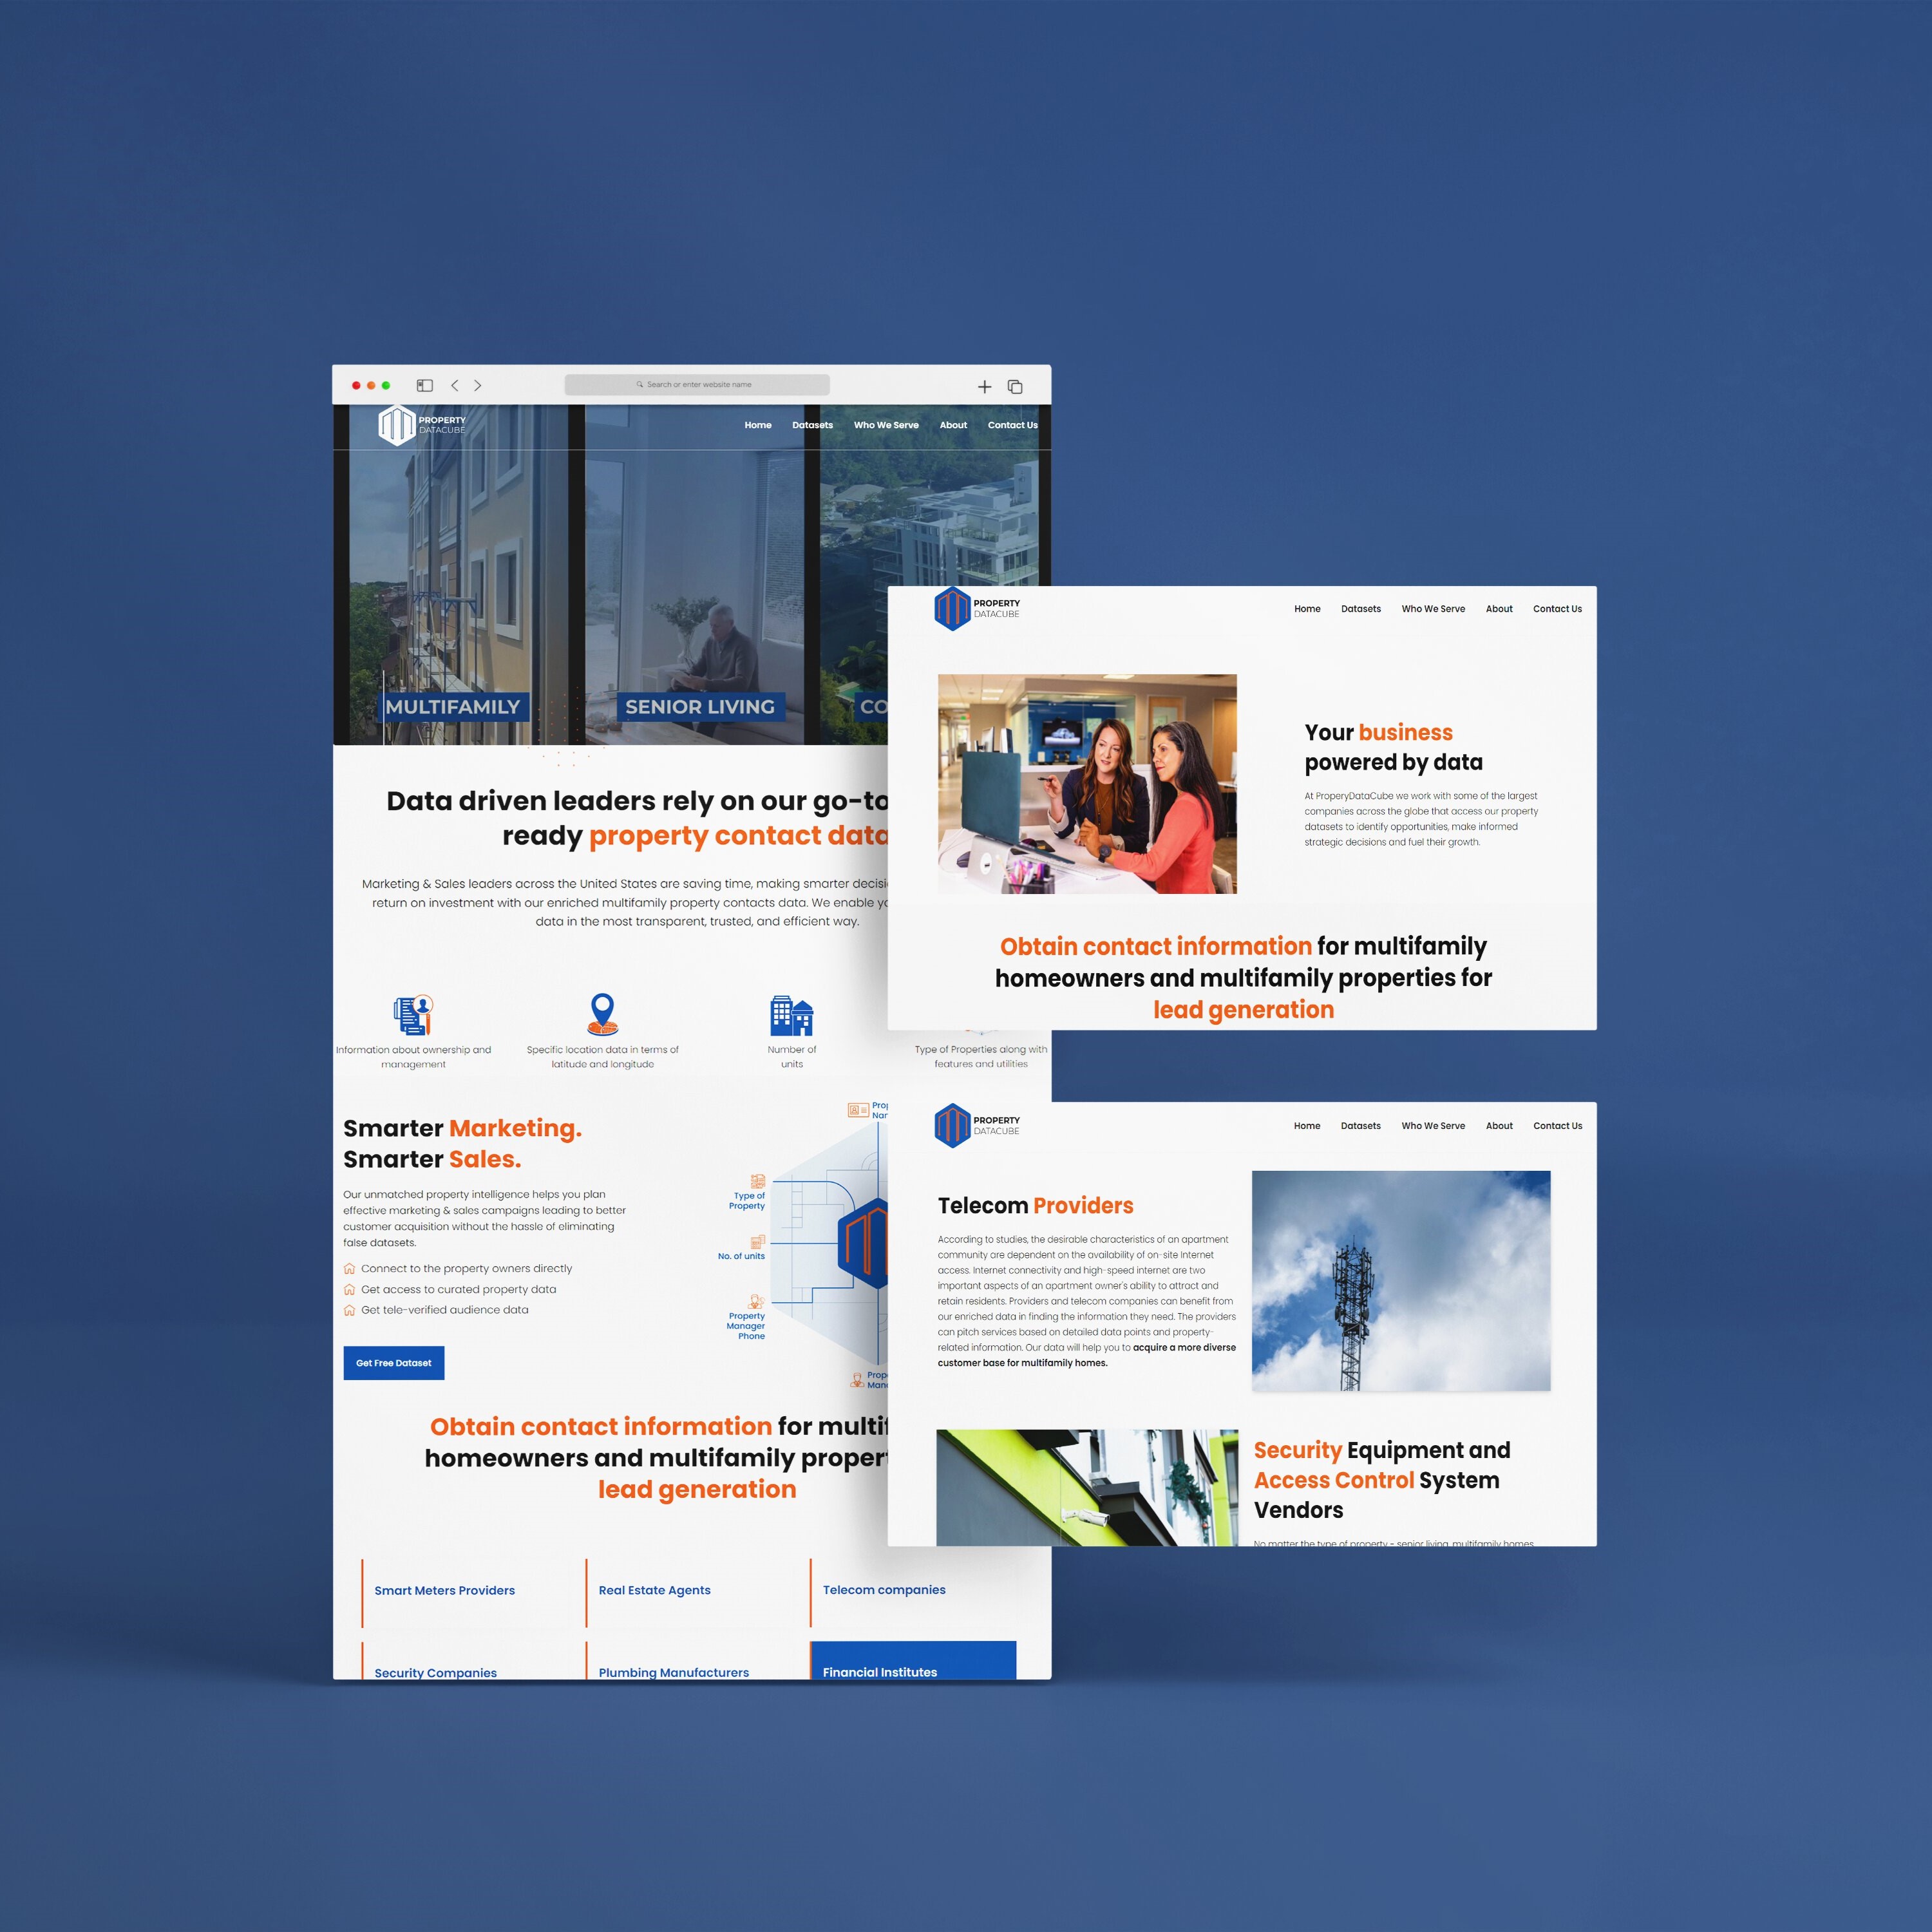 Search or enter website name
PROPERTY
DATACUBE
Home
Datasets
Who We Serve
About
Contact Us
MULTIFAMILY
SENIOR LIVING
CO
Data driven leaders rely on our go-to
ready property contact data
Marketing & Sales leaders across the United States are saving time, making smarter decisi
return on investment with our enriched multifamily property contacts data. We enable yo
data in the most transparent, trusted, and efficient way.
Information about ownership and
management
Specific location data in terms of
latitude and longitude
Number of
units
Type of Properties along with
features and utilities
Smarter Marketing.
Smarter Sales.
Our unmatched property intelligence helps you plan
effective marketing & sales campaigns leading to better
customer acquisition without the hassle of eliminating
false datasets.
Connect to the property owners directly
Get access to curated property data
Get tele-verified audience data
Get Free Dataset
Prop
Nar
Type of
Property
No. of units
Property
Manager
Phone
Prop
Man
Obtain contact information for multif
homeowners and multifamily propert
lead generation
Smart Meters Providers
Real Estate Agents
Telecom companies
Security Companies
Plumbing Manufacturers
Financial Institutes
PROPERTY
DATACUBE
Home
Datasets
Who We Serve
About
Contact Us
Your business
powered by data
At ProperyDataCube we work with some of the largest
companies across the globe that access our property
datasets to identify opportunities, make informed
strategic decisions and fuel their growth.
Obtain contact information for multifamily
homeowners and multifamily properties for
lead generation
PROPERTY
DATACUBE
Home
Datasets
Who We Serve
About
Contact Us
Telecom Providers
According to studies, the desirable characteristics of an apartment
community are dependent on the availability of on-site Internet
access. Internet connectivity and high-speed internet are two
important aspects of an apartment owner's ability to attract and
retain residents. Providers and telecom companies can benefit from
our enriched data in finding the information they need. The providers
can pitch services based on detailed data points and property-
related information. Our data will help you to acquire a more diverse
customer base for multifamily homes.
Security Equipment and
Access Control System
Vendors
No matter the type of property - senior living, multifamily homes,